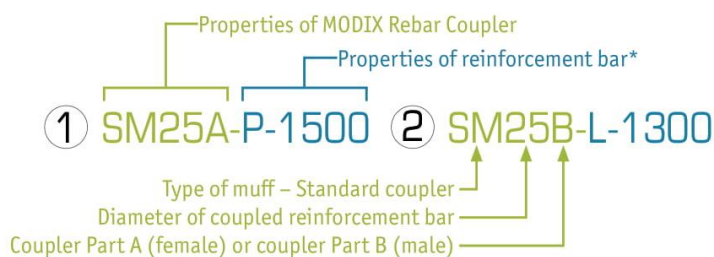 Properties of MODIX Rebar Coupler
Properties of reinforcement bar*
1 SM25A-P-1500 2 SM25B-L-1300
Type of muff – Standard coupler
Diameter of coupled reinforcement bar
Coupler Part A (female) or coupler Part B (male)